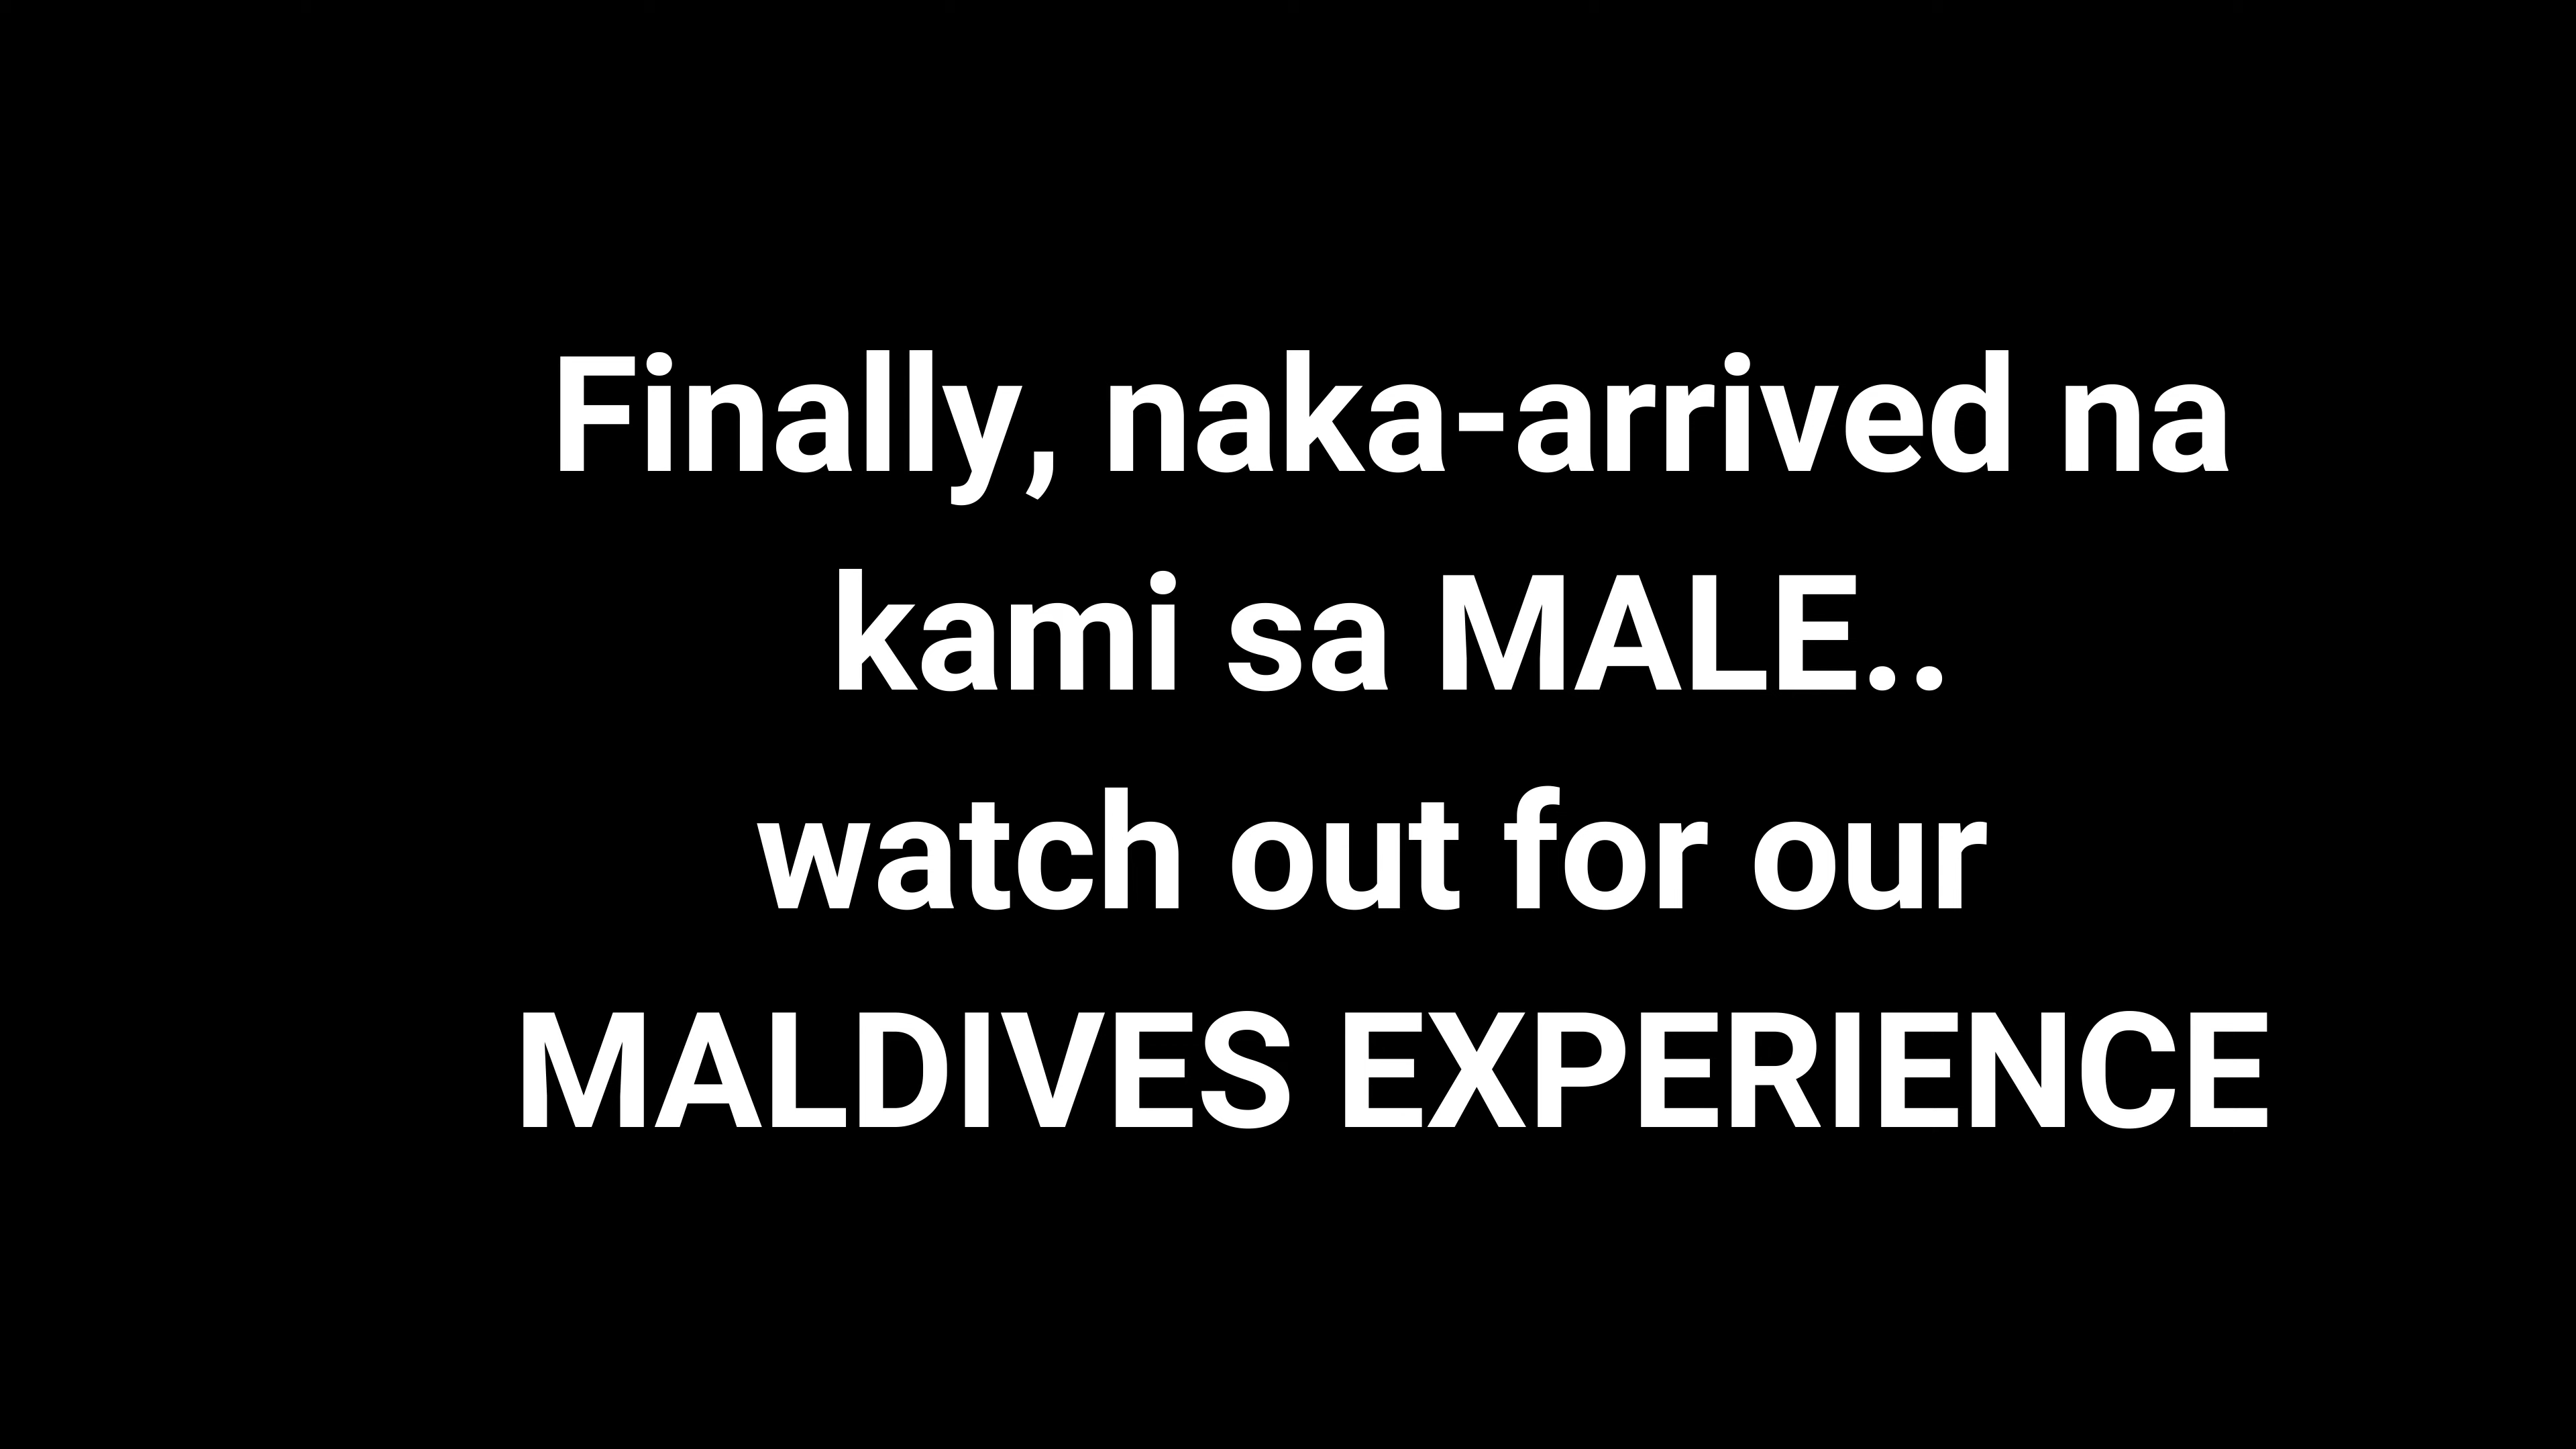 Finally, naka-arrived na
kami sa MALE..
watch out for our
MALDIVES EXPERIENCE